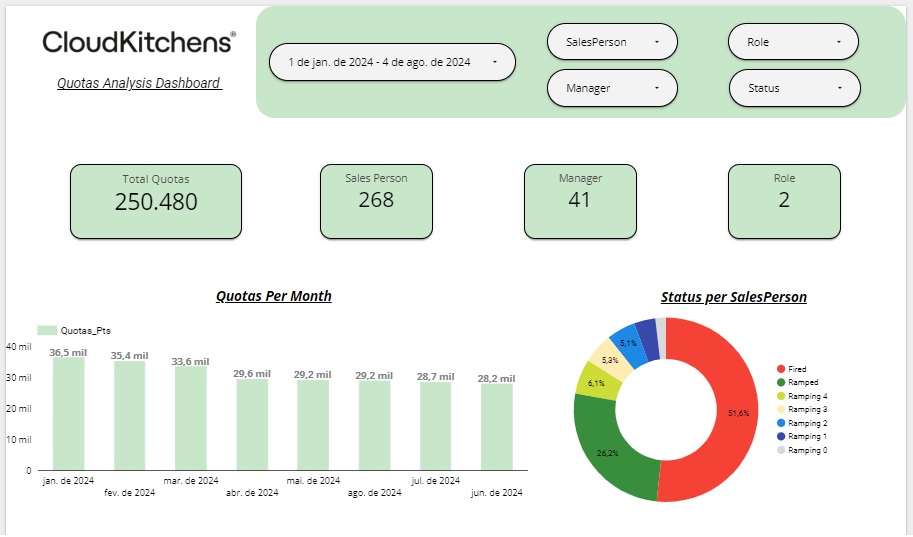 CloudKitchens®
Quotas Analysis Dashboard
1 de jan. de 2024 - 4 de ago. de 2024
SalesPerson
Role
Manager
Status
Total Quotas
250.480
Sales Person
268
Manager
41
Role
2
Quotas Per Month
Quotas_Pts
40 mil
30 mil
20 mil
10 mil
0
36,5 mil
35,4 mil
33,6 mil
29,6 mil
29,2 mil
29,2 mil
28,7 mil
28,2 mil
jan. de 2024
fev. de 2024
mar. de 2024
abr. de 2024
mai. de 2024
ago. de 2024
jul. de 2024
jun. de 2024
Status per SalesPerson
51,6%
26,2%
6,1%
5,3%
5,1%
Fired
Ramped
Ramping 4
Ramping 3
Ramping 2
Ramping 1
Ramping 0